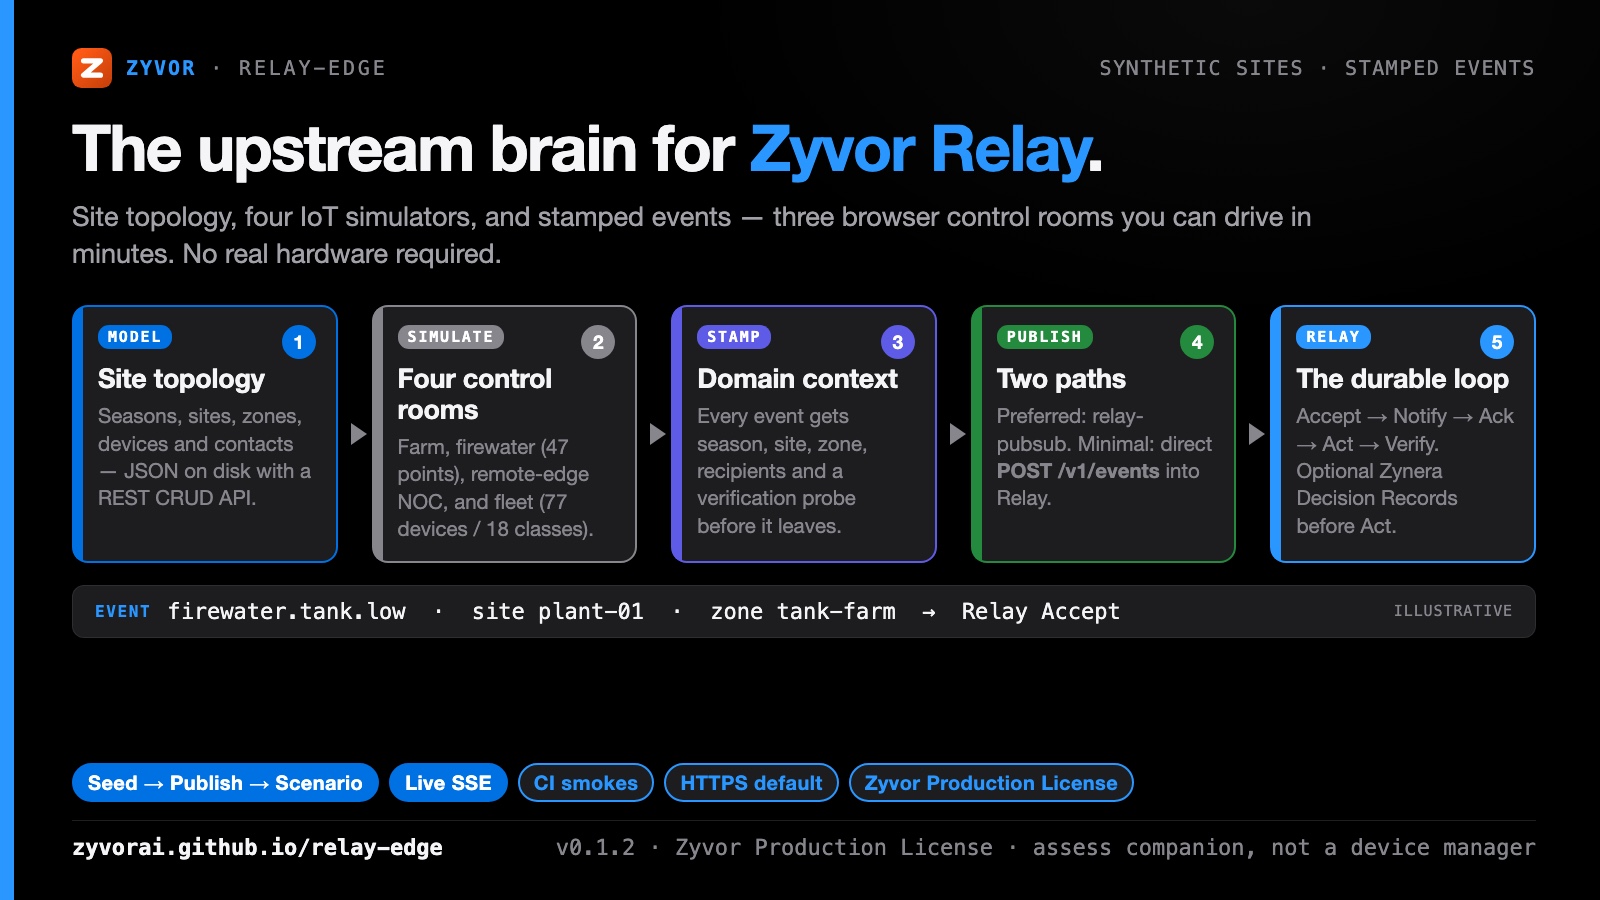 Z ZYVOR · RELAY-EDGE
SYNTHETIC SITES · STAMPED EVENTS
The upstream brain for Zyvor Relay.
Site topology, four IoT simulators, and stamped events — three browser control rooms you can drive in
minutes. No real hardware required.
MODEL
1
Site topology
Seasons, sites, zones,
devices and contacts
— JSON on disk with a
REST CRUD API.
SIMULATE
2
Four control
rooms
Farm, firewater (47
points), remote-edge
NOC, and fleet (77
devices / 18 classes).
STAMP
3
Domain context
Every event gets
season, site, zone,
recipients and a
verification probe
before it leaves.
PUBLISH
4
Two paths
Preferred: relay-
pubsub. Minimal: direct
POST /v1/events into
Relay.
RELAY
5
The durable loop
Accept → Notify → Ack
→ Act → Verify.
Optional Zynera
Decision Records
before Act.
EVENT firewater.tank.low · site plant-01 · zone tank-farm → Relay Accept
ILLUSTRATIVE
Seed → Publish → Scenario
Live SSE
CI smokes
HTTPS default
Zyvor Production License
zyvorai.github.io/relay-edge
v0.1.2 · Zyvor Production License · assess companion, not a device manager